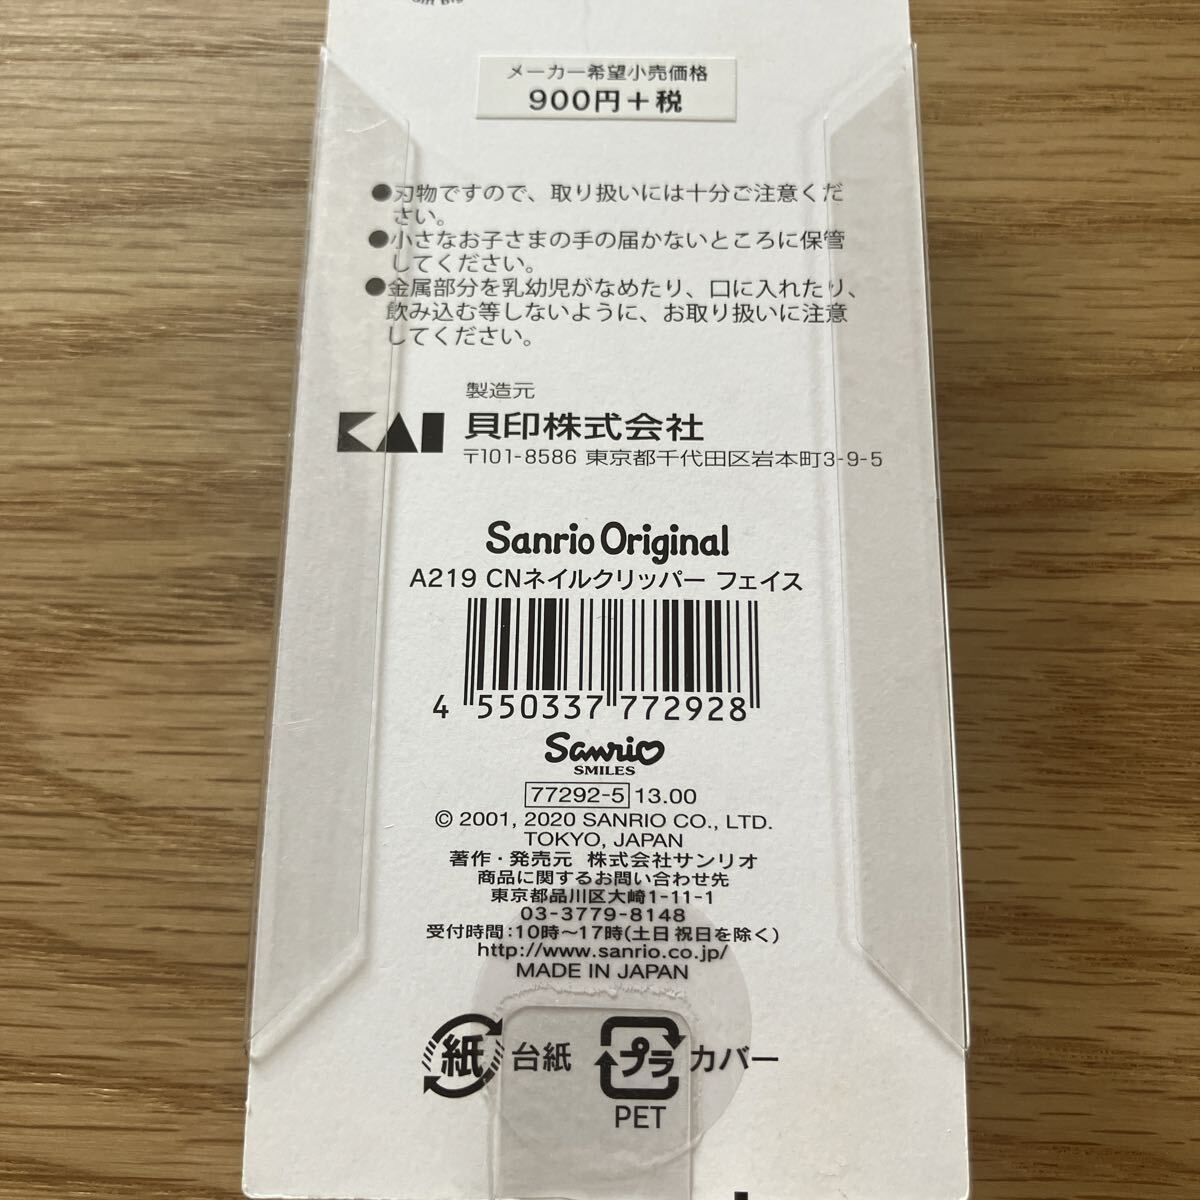 メーカー希望小売価格
900円+税
●刃物ですので、取り扱いには十分ご注意くだ
さい。
●小さなお子さまの手の届かないところに保管
してください。
●金属部分を乳幼児がなめたり、口に入れたり、
飲み込む等しないように、お取り扱いに注意
してください。
製造元
KAI 貝印株式会社
〒101-8586 東京都千代田区岩本町3-9-5
Sanrio Original
A219 CNネイルクリッパー フェイス
4 550337 772928
Sanrio
SMILES
77292-5 13.00
© 2001, 2020 SANRIO CO., LTD.
TOKYO, JAPAN
著作・発売元 株式会社サンリオ
商品に関するお問い合わせ先
東京都品川区大崎1-11-1
03-3779-8148
受付時間:10時〜17時(土日 祝日を除く)
http://www.sanrio.co.jp/
MADE IN JAPAN
紙 台紙 プラ カバー
PET